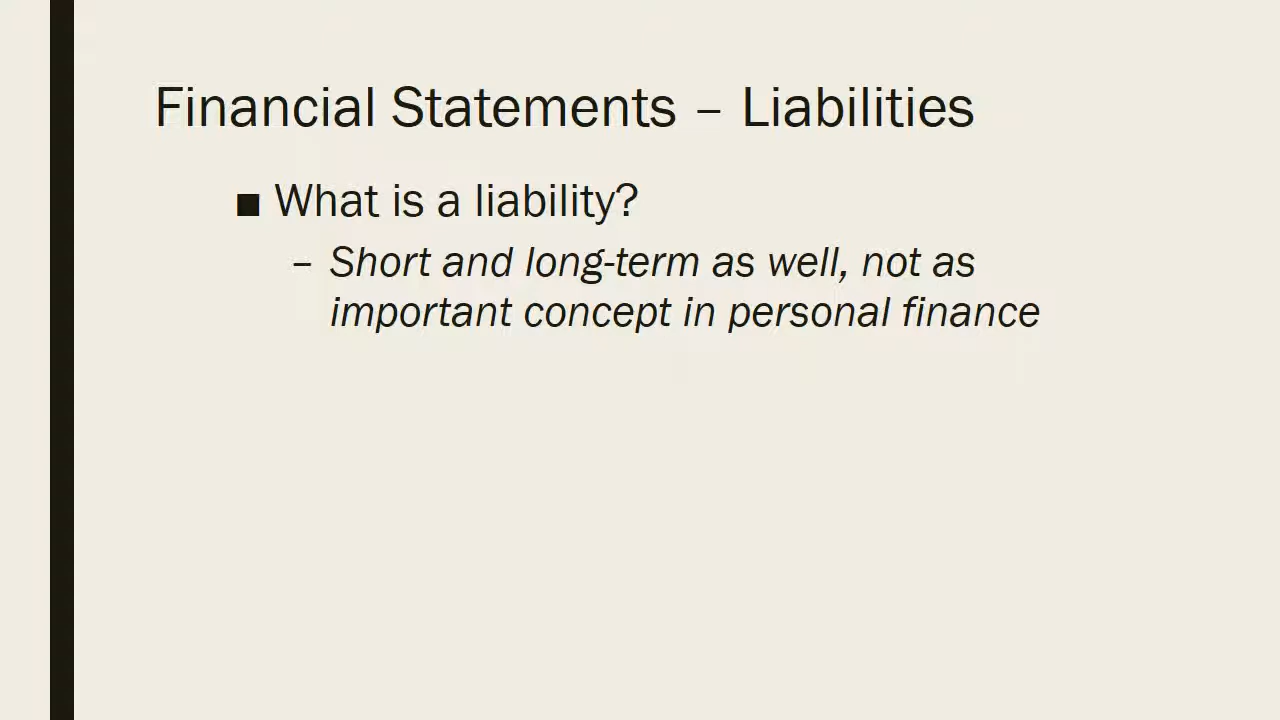 Financial Statements – Liabilities
■ What is a liability?
– Short and long-term as well, not as
important concept in personal finance